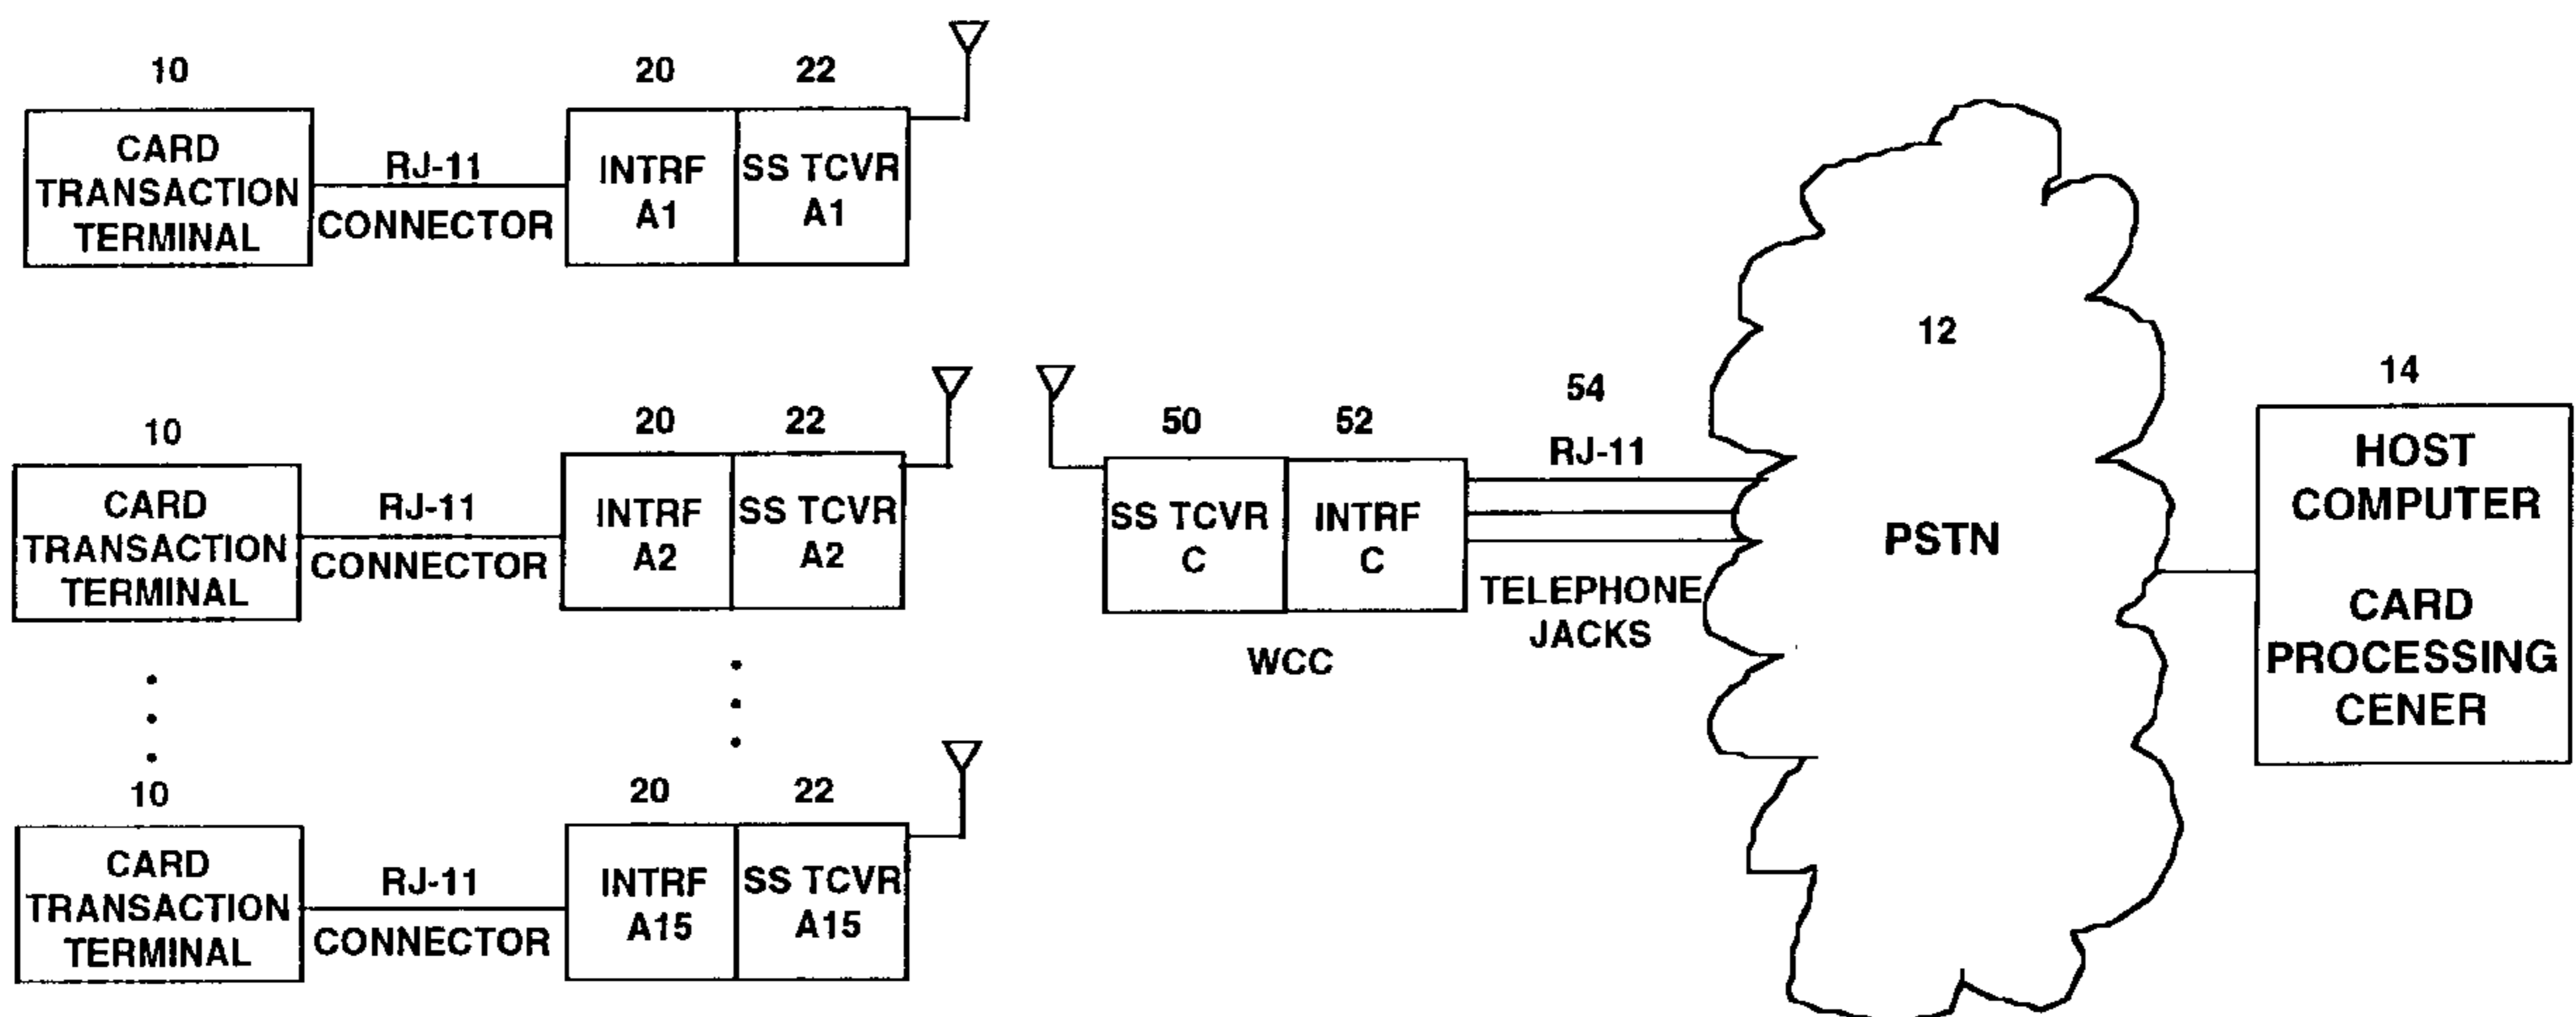 10
20
22
CARD
TRANSACTION
TERMINAL
RJ-11
CONNECTOR
INTRF
A1
SS TCVR
A1
10
20
22
CARD
TRANSACTION
TERMINAL
RJ-11
CONNECTOR
INTRF
A2
SS TCVR
A2
10
20
22
CARD
TRANSACTION
TERMINAL
RJ-11
CONNECTOR
INTRF
A15
SS TCVR
A15
50
52
SS TCVR
C
INTRF
C
WCC
54
RJ-11
TELEPHONE
JACKS
12
PSTN
14
HOST
COMPUTER
CARD
PROCESSING
CENER